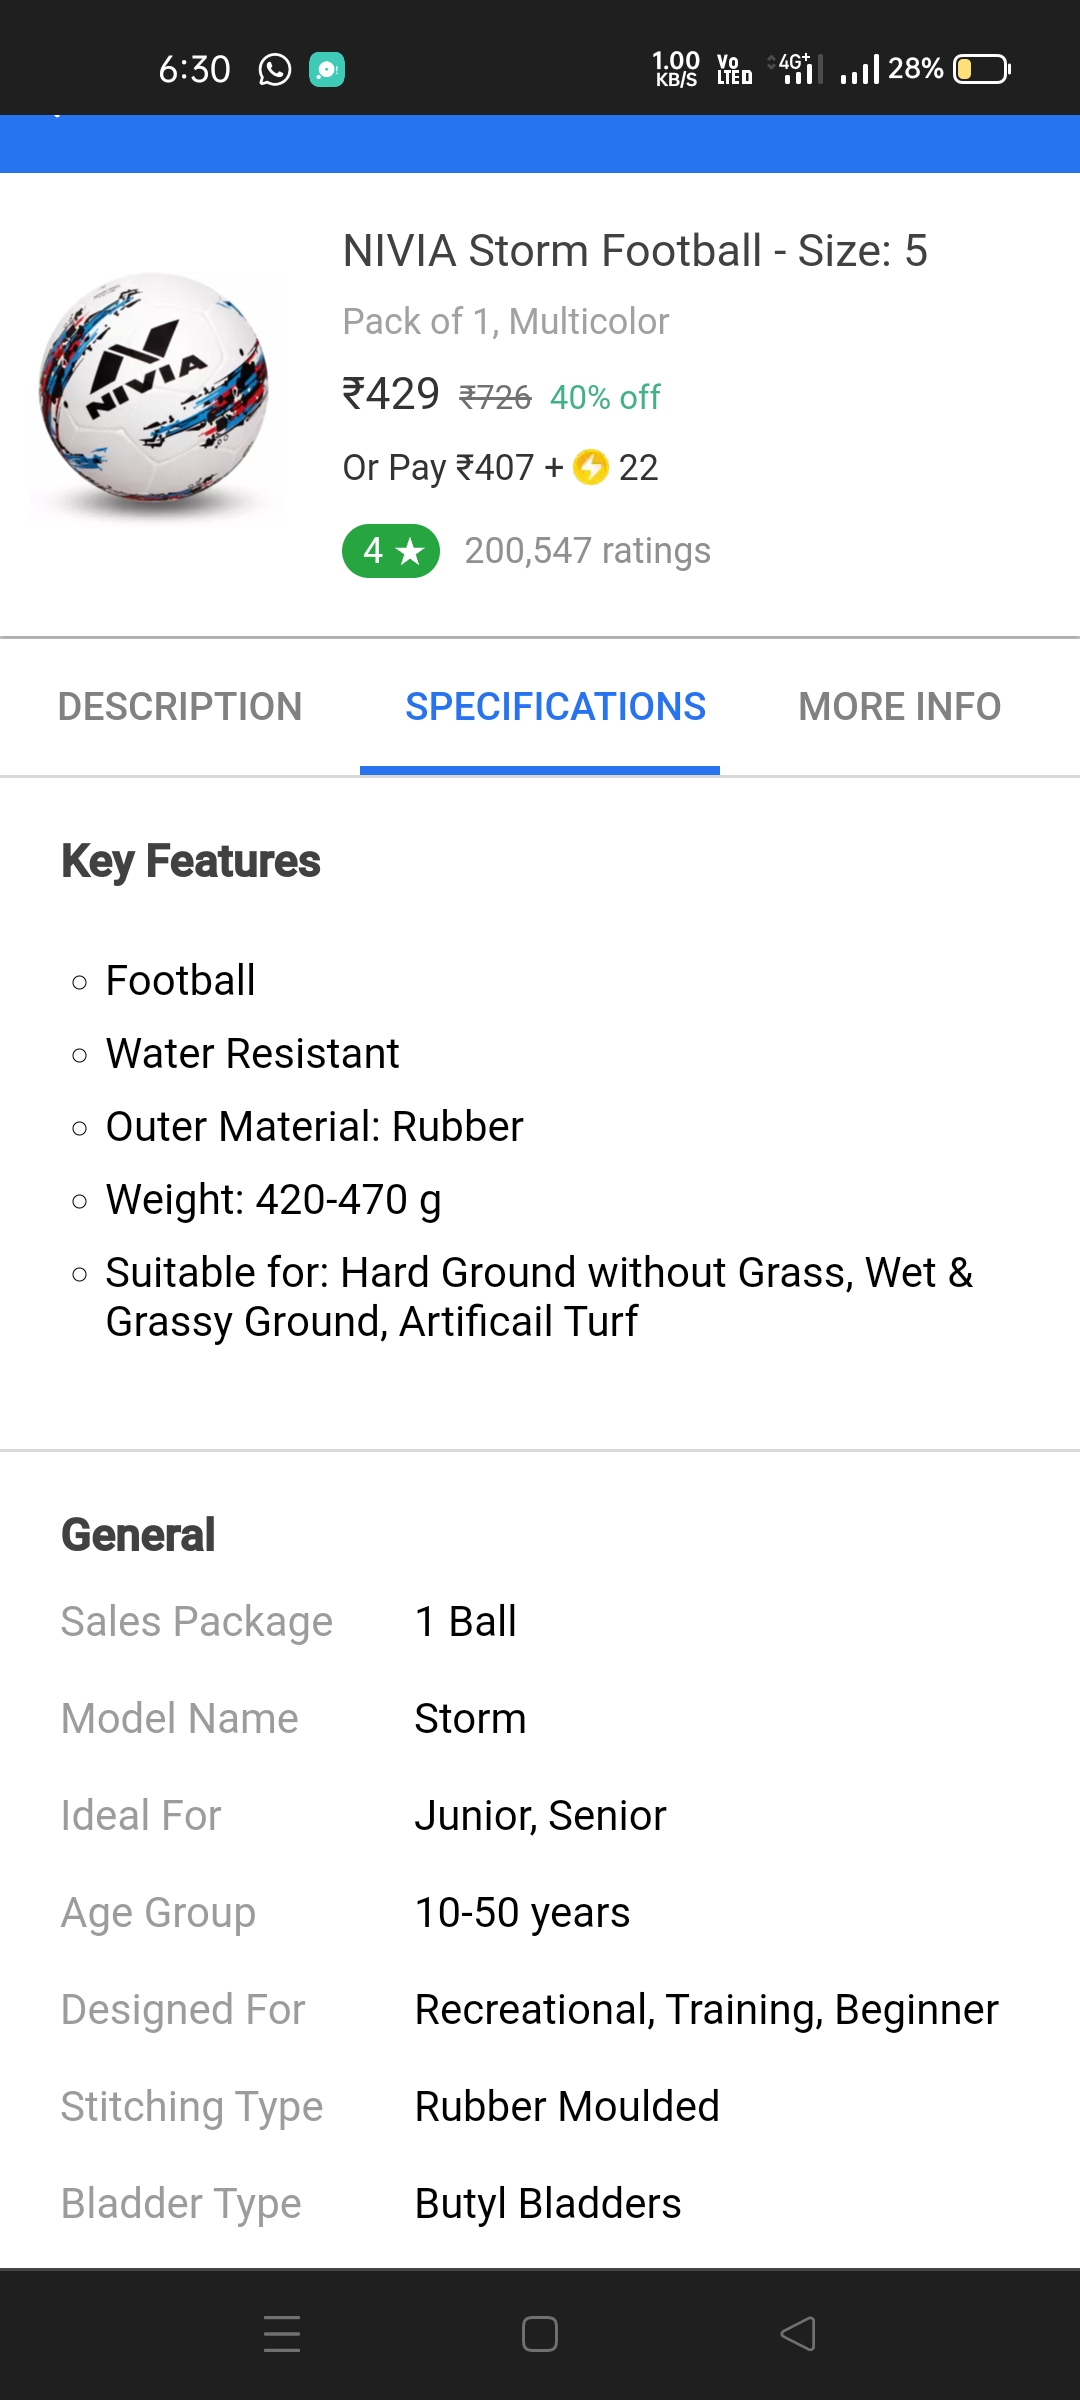 6:30
1.00 KB/S
Vo LTE
4G+
28%
NIVIA
NIVIA Storm Football - Size: 5
Pack of 1, Multicolor
₹429 ₹726 40% off
Or Pay ₹407 + 22
4 ★ 200,547 ratings
DESCRIPTION SPECIFICATIONS MORE INFO
Key Features
Football
Water Resistant
Outer Material: Rubber
Weight: 420-470 g
Suitable for: Hard Ground without Grass, Wet &
Grassy Ground, Artificail Turf
General
Sales Package 1 Ball
Model Name Storm
Ideal For Junior, Senior
Age Group 10-50 years
Designed For Recreational, Training, Beginner
Stitching Type Rubber Moulded
Bladder Type Butyl Bladders